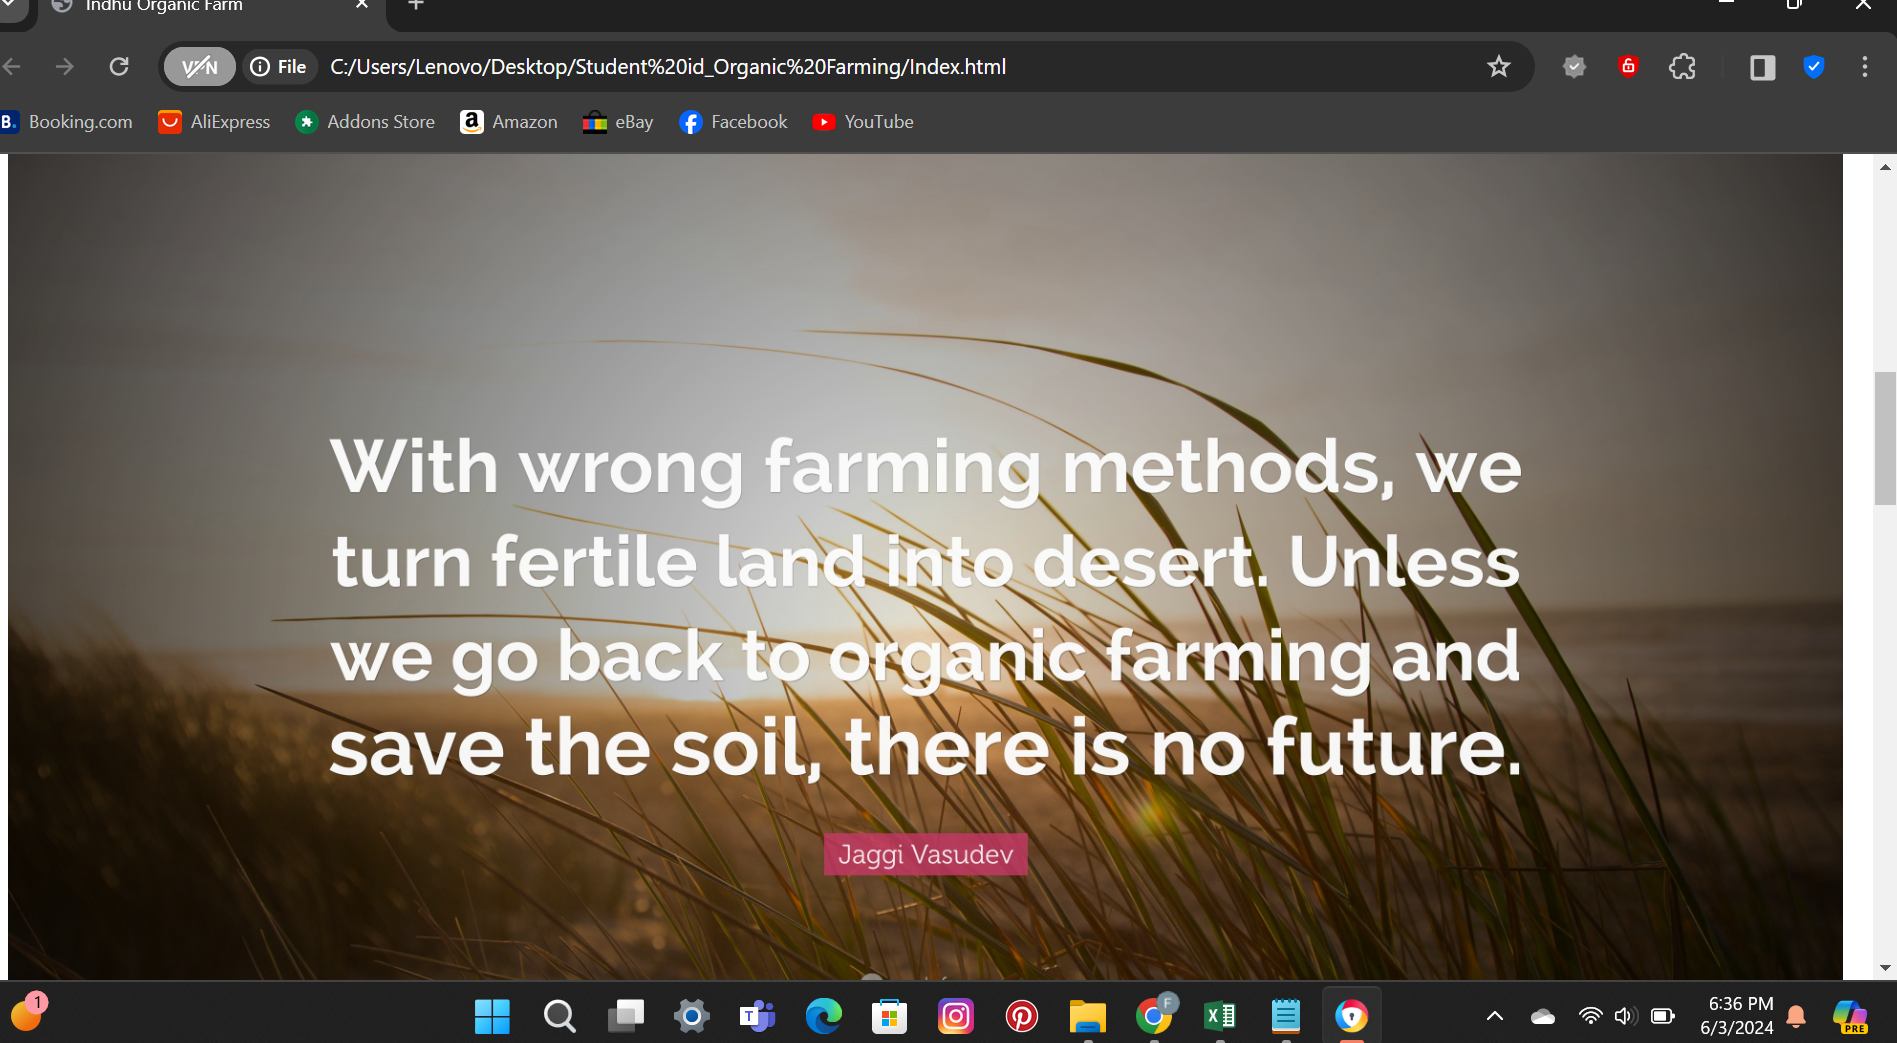 Indhu Organic Farm
VPN File C:/Users/Lenovo/Desktop/Student%20id_Organic%20Farming/Index.html
B. Booking.com AliExpress Addons Store a Amazon eBay Facebook YouTube
With wrong farming methods, we
turn fertile land into desert. Unless
we go back to organic farming and
save the soil, there is no future.
Jaggi Vasudev
1
T
F
X
6:36 PM
6/3/2024
PRE